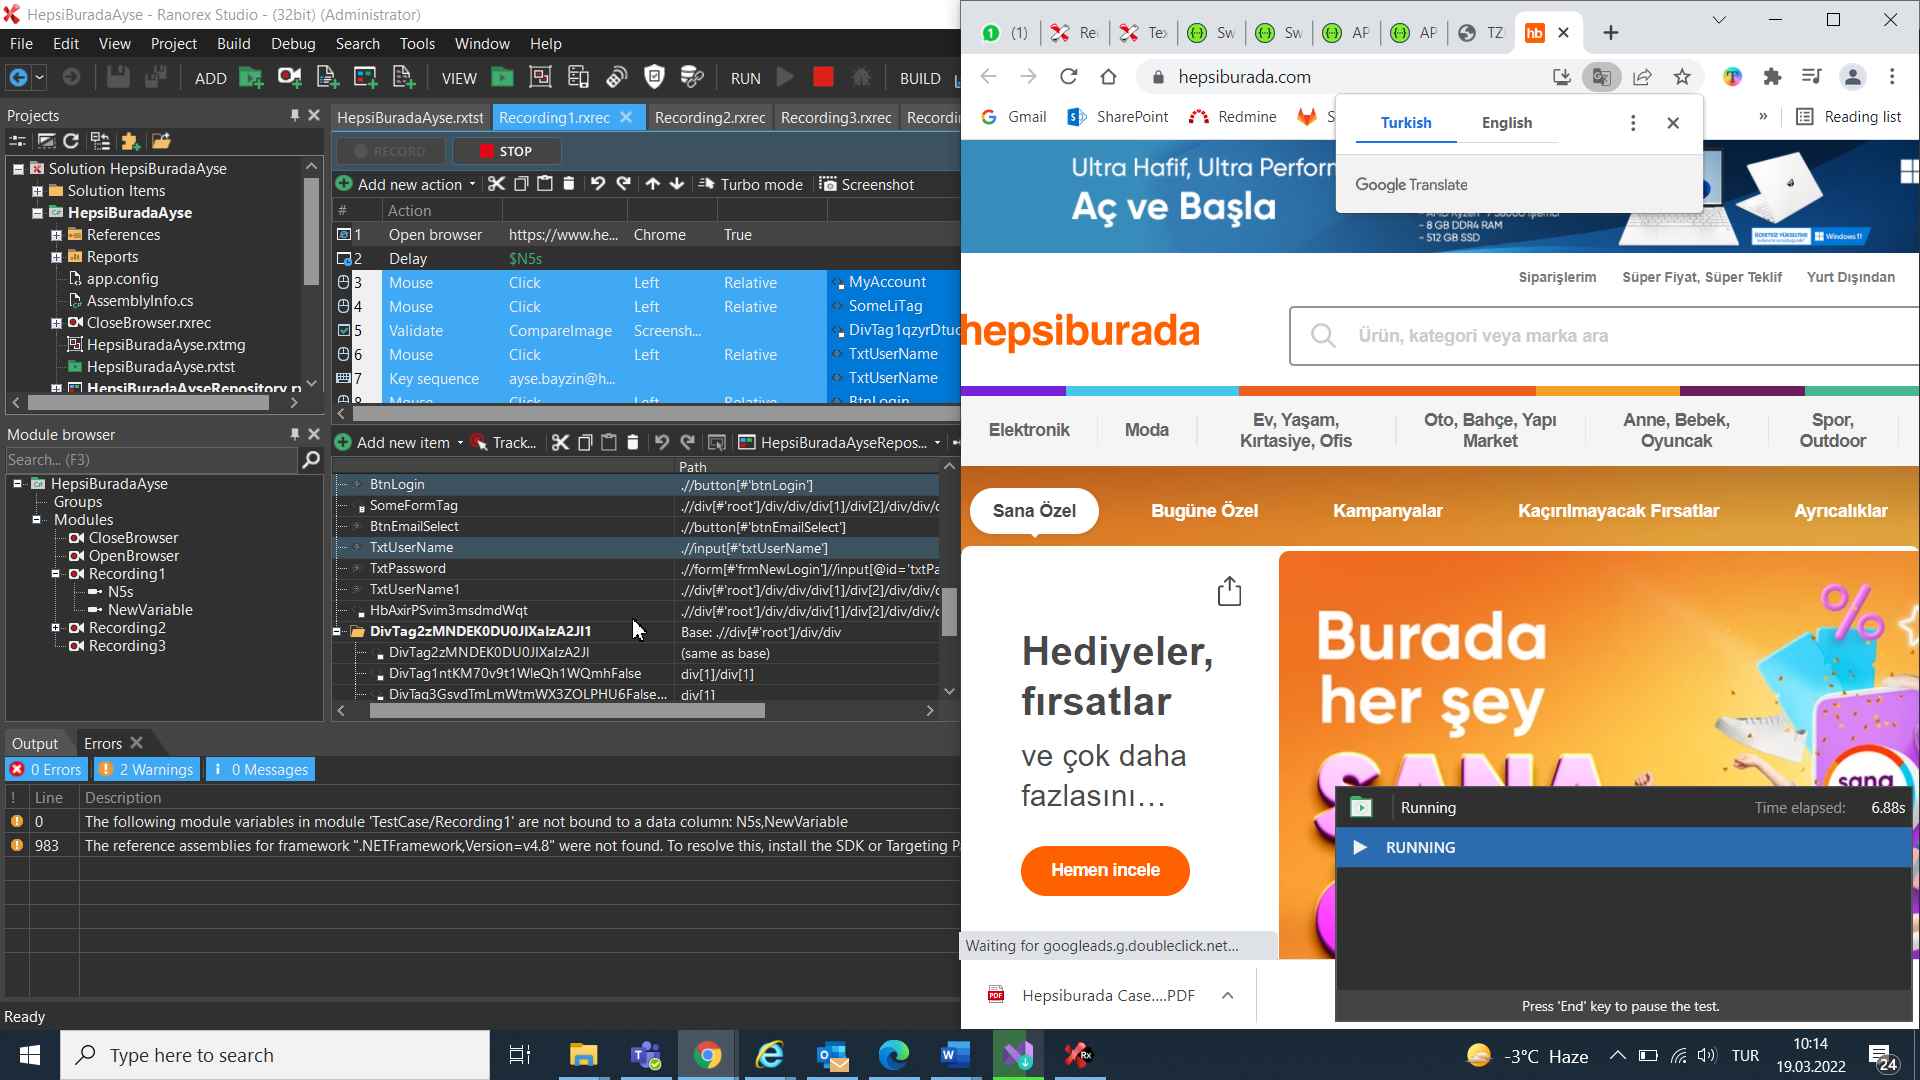 HepsiBuradaAyse - Ranorex Studio - (32bit) (Administrator)
File Edit View Project Build Debug Search Tools Window Help
ADD VIEW RUN BUILD
Projects
Solution HepsiBuradaAyse
Solution Items
HepsiBuradaAyse
References
Reports
app.config
AssemblyInfo.cs
CloseBrowser.rxrec
HepsiBuradaAyse.rxtmg
HepsiBuradaAyse.rxtst
HepsiBuradaAyseRepository.rx
Module browser
Search... (F3)
HepsiBuradaAyse
Groups
Modules
CloseBrowser
OpenBrowser
Recording1
N5s
NewVariable
Recording2
Recording3
HepsiBuradaAyse.rxtst Recording1.rxrec Recording2.rxrec Recording3.rxrec Recordin
RECORD STOP
Add new action Turbo mode Screenshot
# Action
1 Open browser https://www.he... Chrome True
2 Delay $N5s
3 Mouse Click Left Relative MyAccount
4 Mouse Click Left Relative SomeLiTag
5 Validate CompareImage Screensh... DivTag1qzyrDtuc
6 Mouse Click Left Relative TxtUserName
7 Key sequence ayse.bayzin@h... TxtUserName
8 Mouse Click Left Relative BtnLogin
Add new item Track... HepsiBuradaAyseRepos...
Path
BtnLogin .//button[#'btnLogin']
SomeFormTag .//div[#'root']/div/div/div[1]/div[2]/div/div/c
BtnEmailSelect .//button[#'btnEmailSelect']
TxtUserName .//input[#'txtUserName']
TxtPassword .//form[#'frmNewLogin']//input[@id='txtPa
TxtUserName1 .//div[#'root']/div/div/div[1]/div[2]/div/div/c
HbAxirPSvim3msdmdWqt .//div[#'root']/div/div/div[1]/div[2]/div/div/c
DivTag2zMNDEK0DU0JIXaIzA2JI1 Base: .//div[#'root']/div/div
DivTag2zMNDEK0DU0JIXaIzA2JI (same as base)
DivTag1ntKM70v9t1WleQh1WQmhFalse div[1]/div[1]
DivTag3GsvdTmLmWtmWX3ZOLPHU6False... div[1]
Output Errors
0 Errors 2 Warnings 0 Messages
! Line Description
0 The following module variables in module 'TestCase/Recording1' are not bound to a data column: N5s,NewVariable
983 The reference assemblies for framework ".NETFramework,Version=v4.8" were not found. To resolve this, install the SDK or Targeting P
Ready
1 (1) Re Tex Sw Sw AP AP TZ hb
hepsiburada.com
Gmail SharePoint Redmine S » Reading list
Turkish English
Google Translate
Ultra Hafif, Ultra Perforr
Aç ve Başla
- 8 GB DDR4 RAM
- 512 GB SSD
Windows 11
Siparişlerim Süper Fiyat, Süper Teklif Yurt Dışından
hepsiburada
Ürün, kategori veya marka ara
Elektronik Moda Ev, Yaşam, Kırtasiye, Ofis Oto, Bahçe, Yapı Market Anne, Bebek, Oyuncak Spor, Outdoor
Sana Özel Bugüne Özel Kampanyalar Kaçırılmayacak Fırsatlar Ayrıcalıklar
Hediyeler,
fırsatlar
ve çok daha
fazlasını...
Hemen incele
Burada
her şey
SANA
%
sana
Running Time elapsed: 6.88s
RUNNING
Press 'End' key to pause the test.
Waiting for googleads.g.doubleclick.net...
PDF Hepsiburada Case....PDF
Type here to search
-3°C Haze TUR 10:14
19.03.2022
24